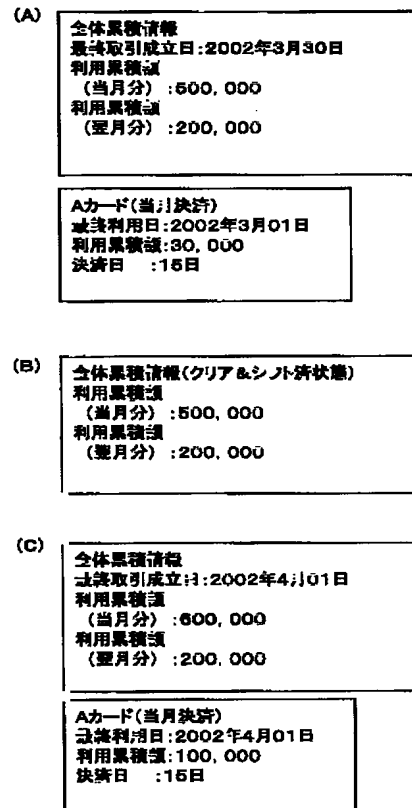 (A)
全体累積情報
最終取引成立日:2002年3月30日
利用累積額
(当月分) :500, 000
利用累積額
(翌月分) :200, 000
Aカード(当月決済)
最終利用日:2002年3月01日
利用累積額:30, 000
決済日 :15日
(B)
全体累積情報(クリア&シフト済状態)
利用累積額
(当月分) :500, 000
利用累積額
(翌月分) :200, 000
(C)
全体累積情報
最終取引成立日:2002年4月01日
利用累積額
(当月分) :600, 000
利用累積額
(翌月分) :200, 000
Aカード(当月決済)
最終利用日:2002年4月01日
利用累積額:100, 000
決済日 :15日